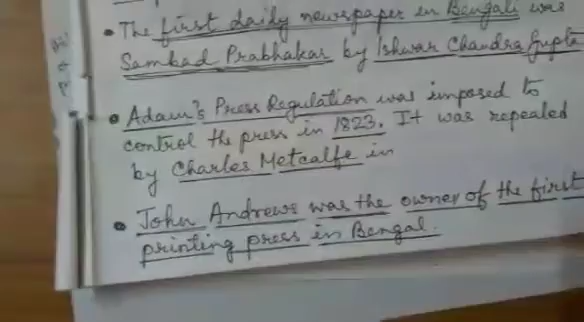 • The first daily newspaper in Bengali was
Sambad Prabhakar by Ishwar Chandra Gupta
• Adam's Press Regulation was imposed to
control the press in 1823. It was repealed
by Charles Metcalfe in
• John Andrews was the owner of the first
printing press in Bengal.